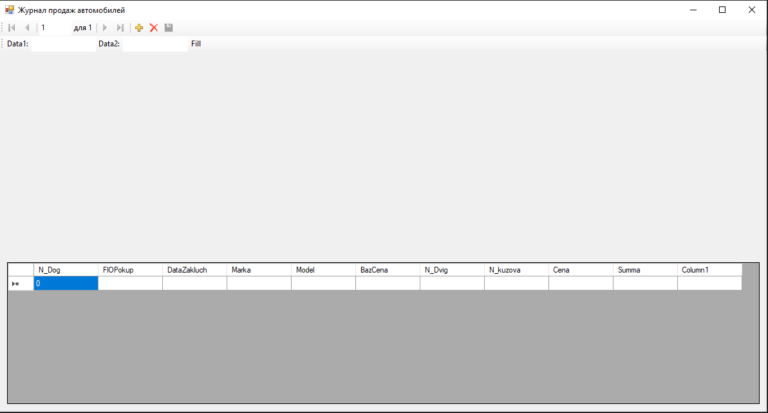 Журнал продаж автомобилей
1 для 1
Data1: Data2: Fill
N_Dog FIOPokup DataZakluch Marka Model BazCena N_Dvig N_kuzova Cena Summa Column1
0